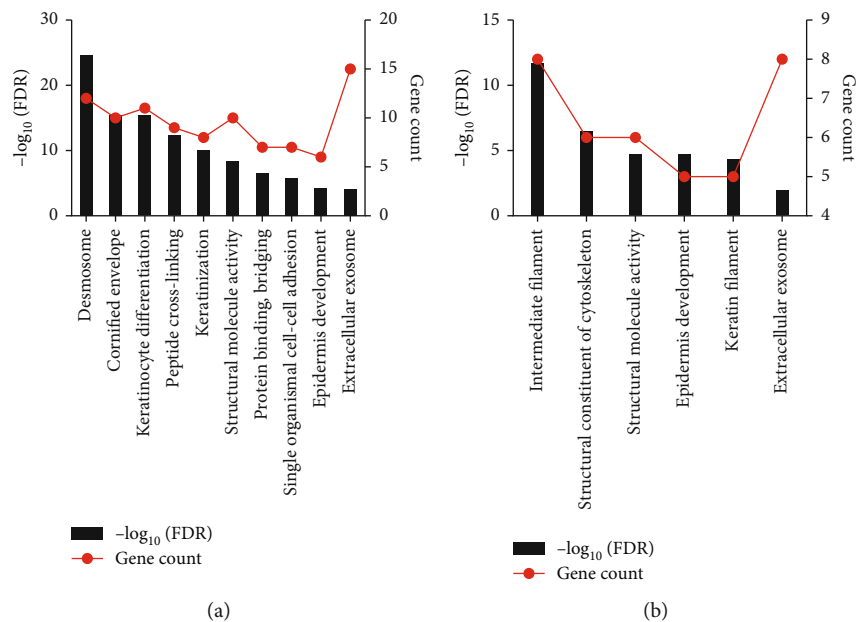 30
20
10
0
–log10 (FDR)
20
15
10
5
0
Gene count
Desmosome
Cornified envelope
Keratinocyte differentiation
Peptide cross-linking
Keratinization
Structural molecule activity
Protein binding, bridging
Single organismal cell-cell adhesion
Epidermis development
Extracellular exosome
–log10 (FDR)
Gene count
(a)
15
10
5
0
–log10 (FDR)
9
8
7
6
5
4
Gene count
Intermediate filament
Structural constituent of cytoskeleton
Structural molecule activity
Epidermis development
Keratin filament
Extracellular exosome
–log10 (FDR)
Gene count
(b)